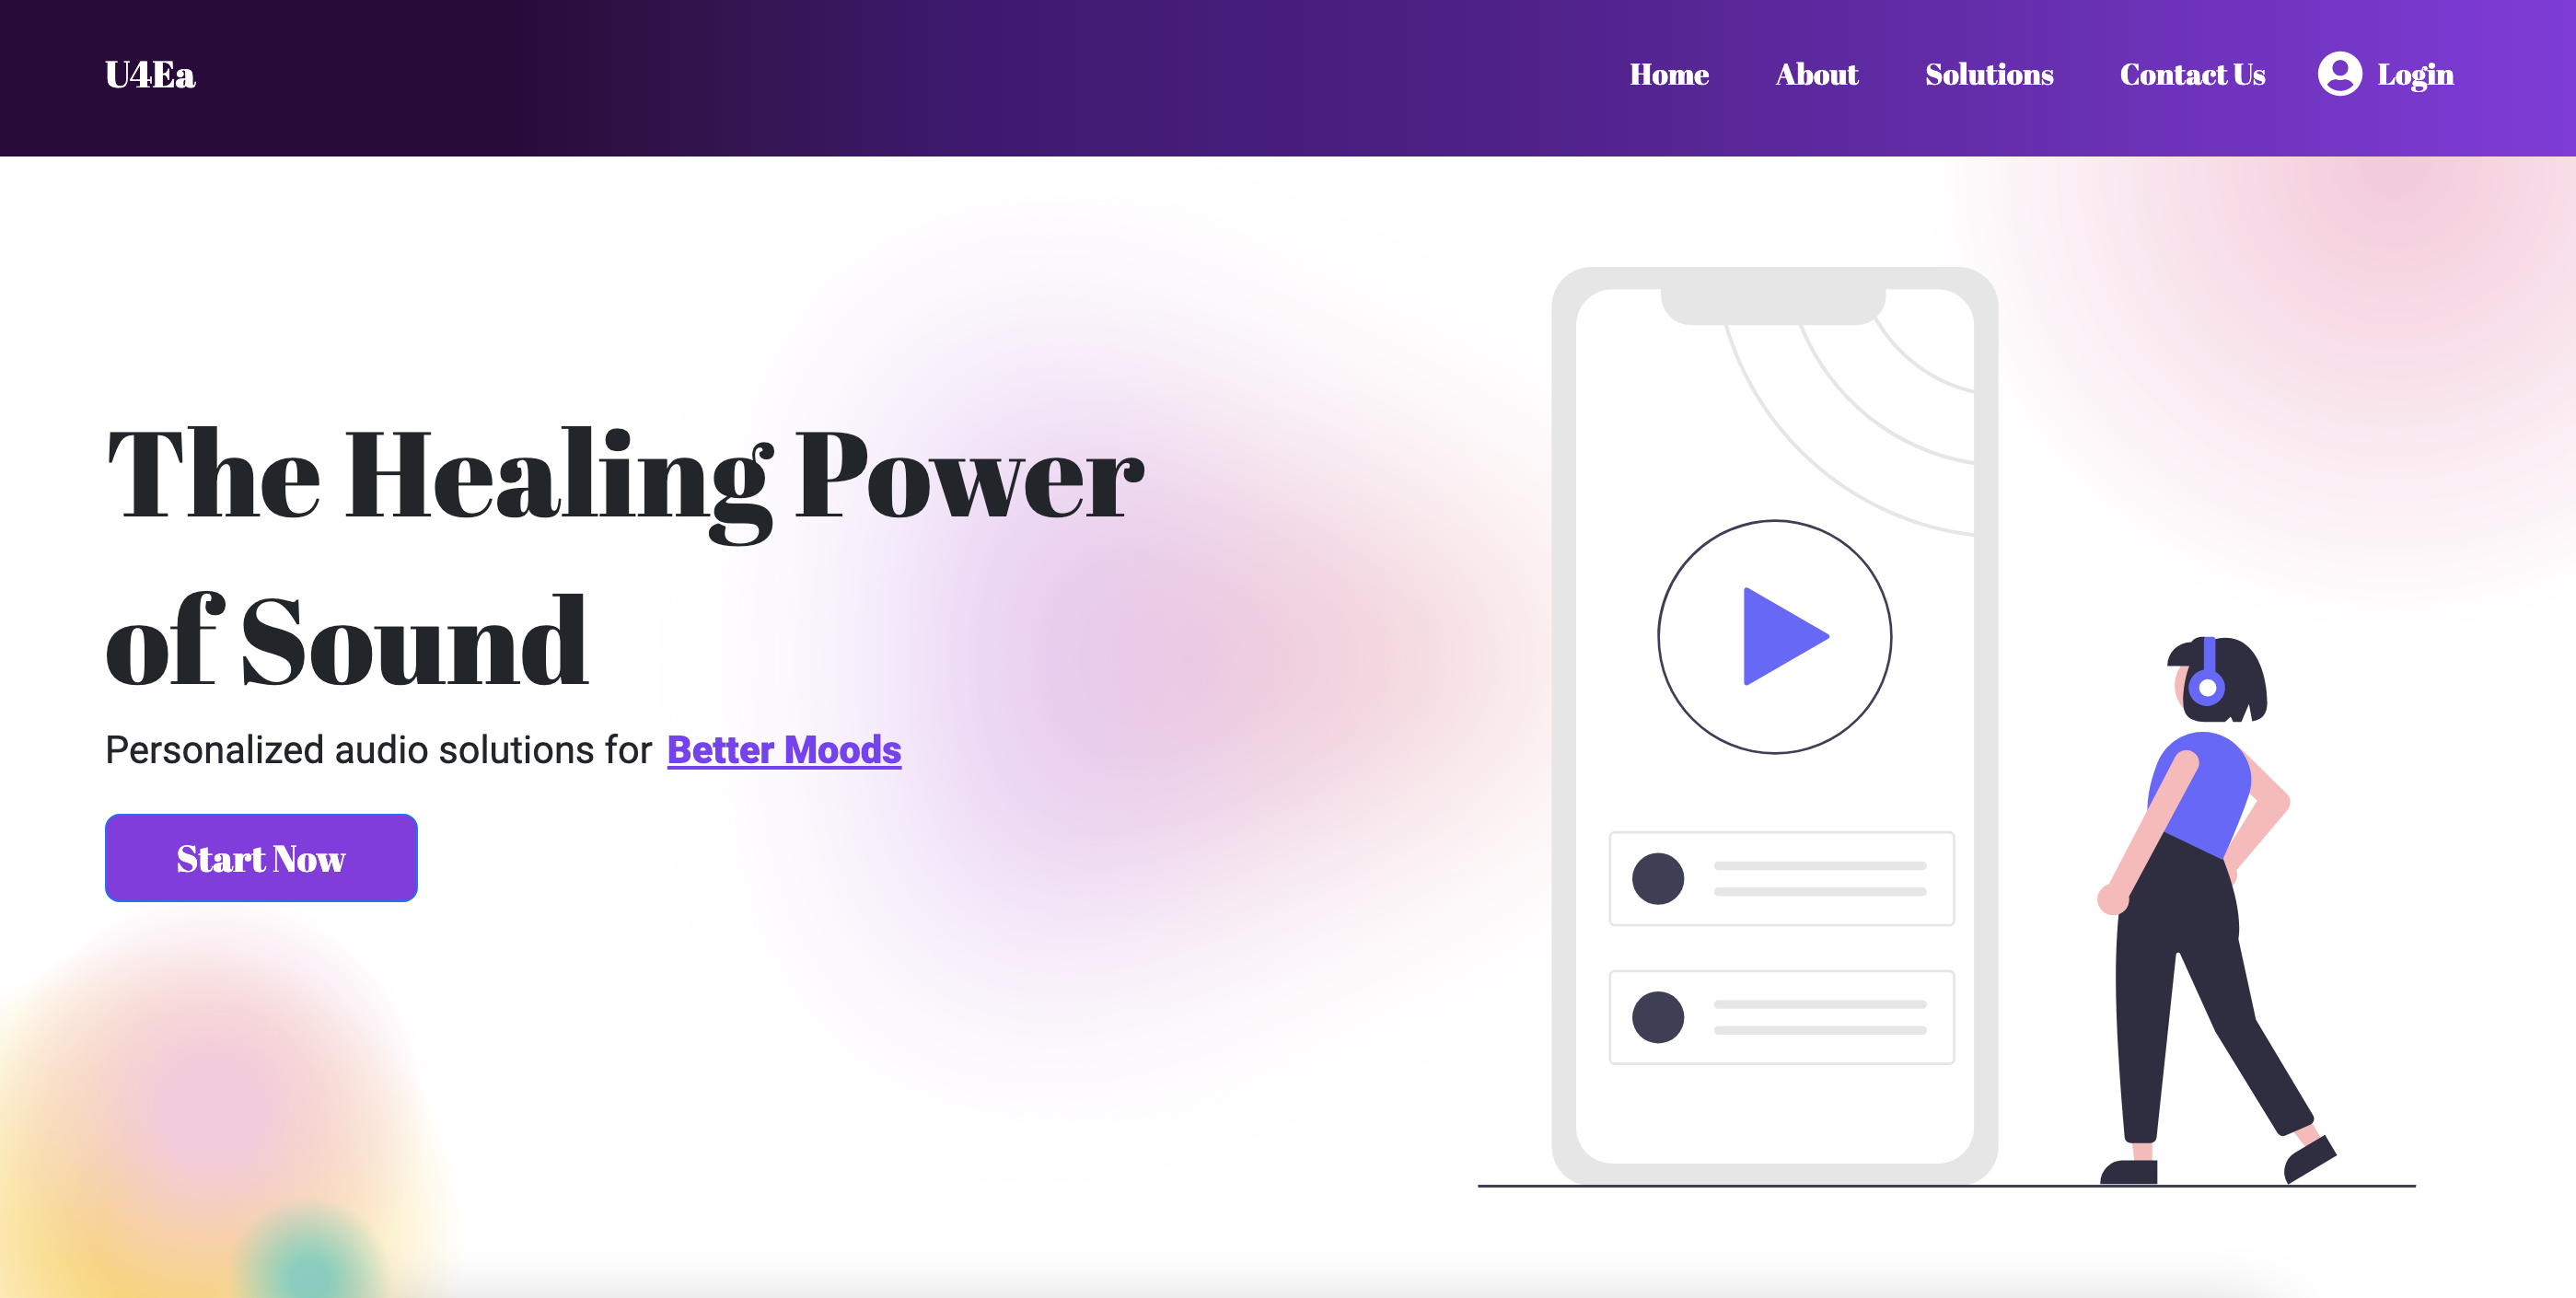 U4Ea
Home About Solutions Contact Us Login
The Healing Power
of Sound
Personalized audio solutions for Better Moods
Start Now